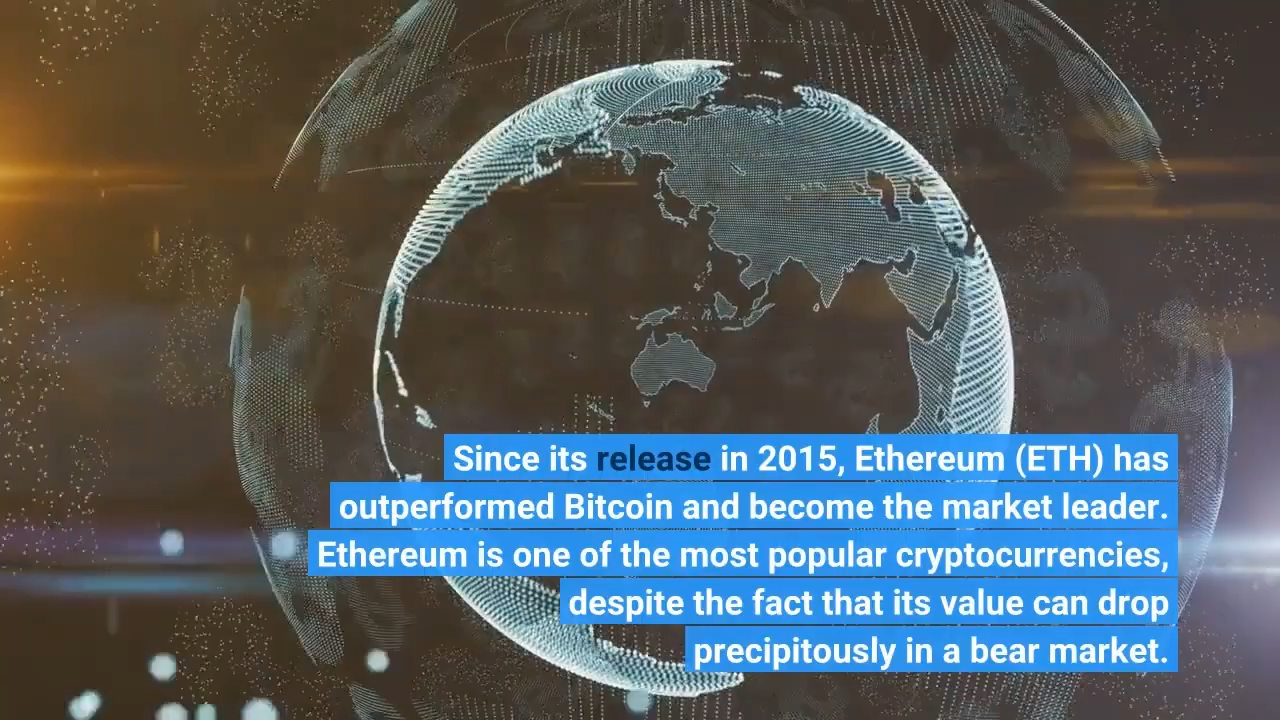 Since its release in 2015, Ethereum (ETH) has
outperformed Bitcoin and become the market leader.
Ethereum is one of the most popular cryptocurrencies,
despite the fact that its value can drop
precipitously in a bear market.